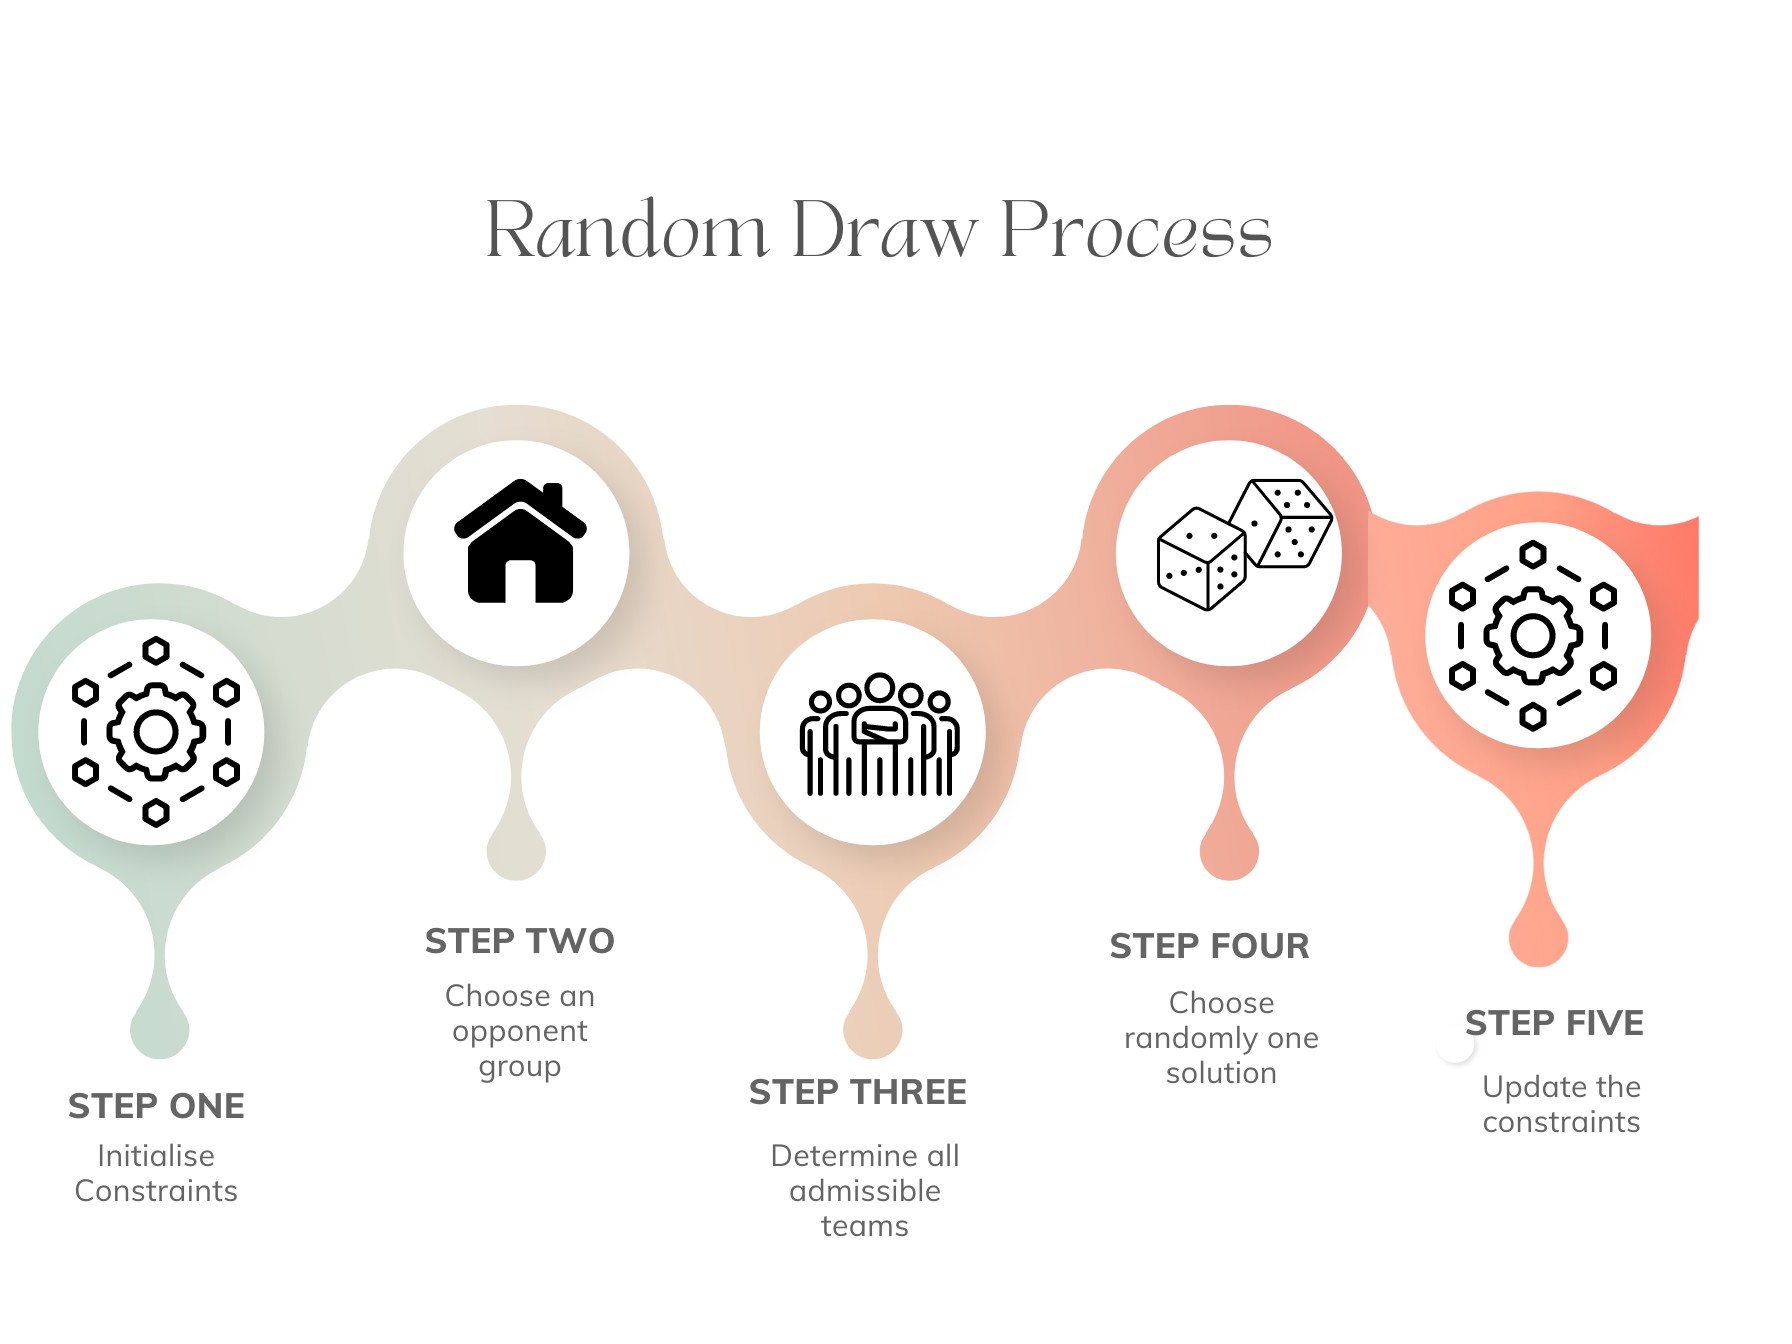 Random Draw Process
STEP ONE
Initialise
Constraints
STEP TWO
Choose an
opponent
group
STEP THREE
Determine all
admissible
teams
STEP FOUR
Choose
randomly one
solution
STEP FIVE
Update the
constraints